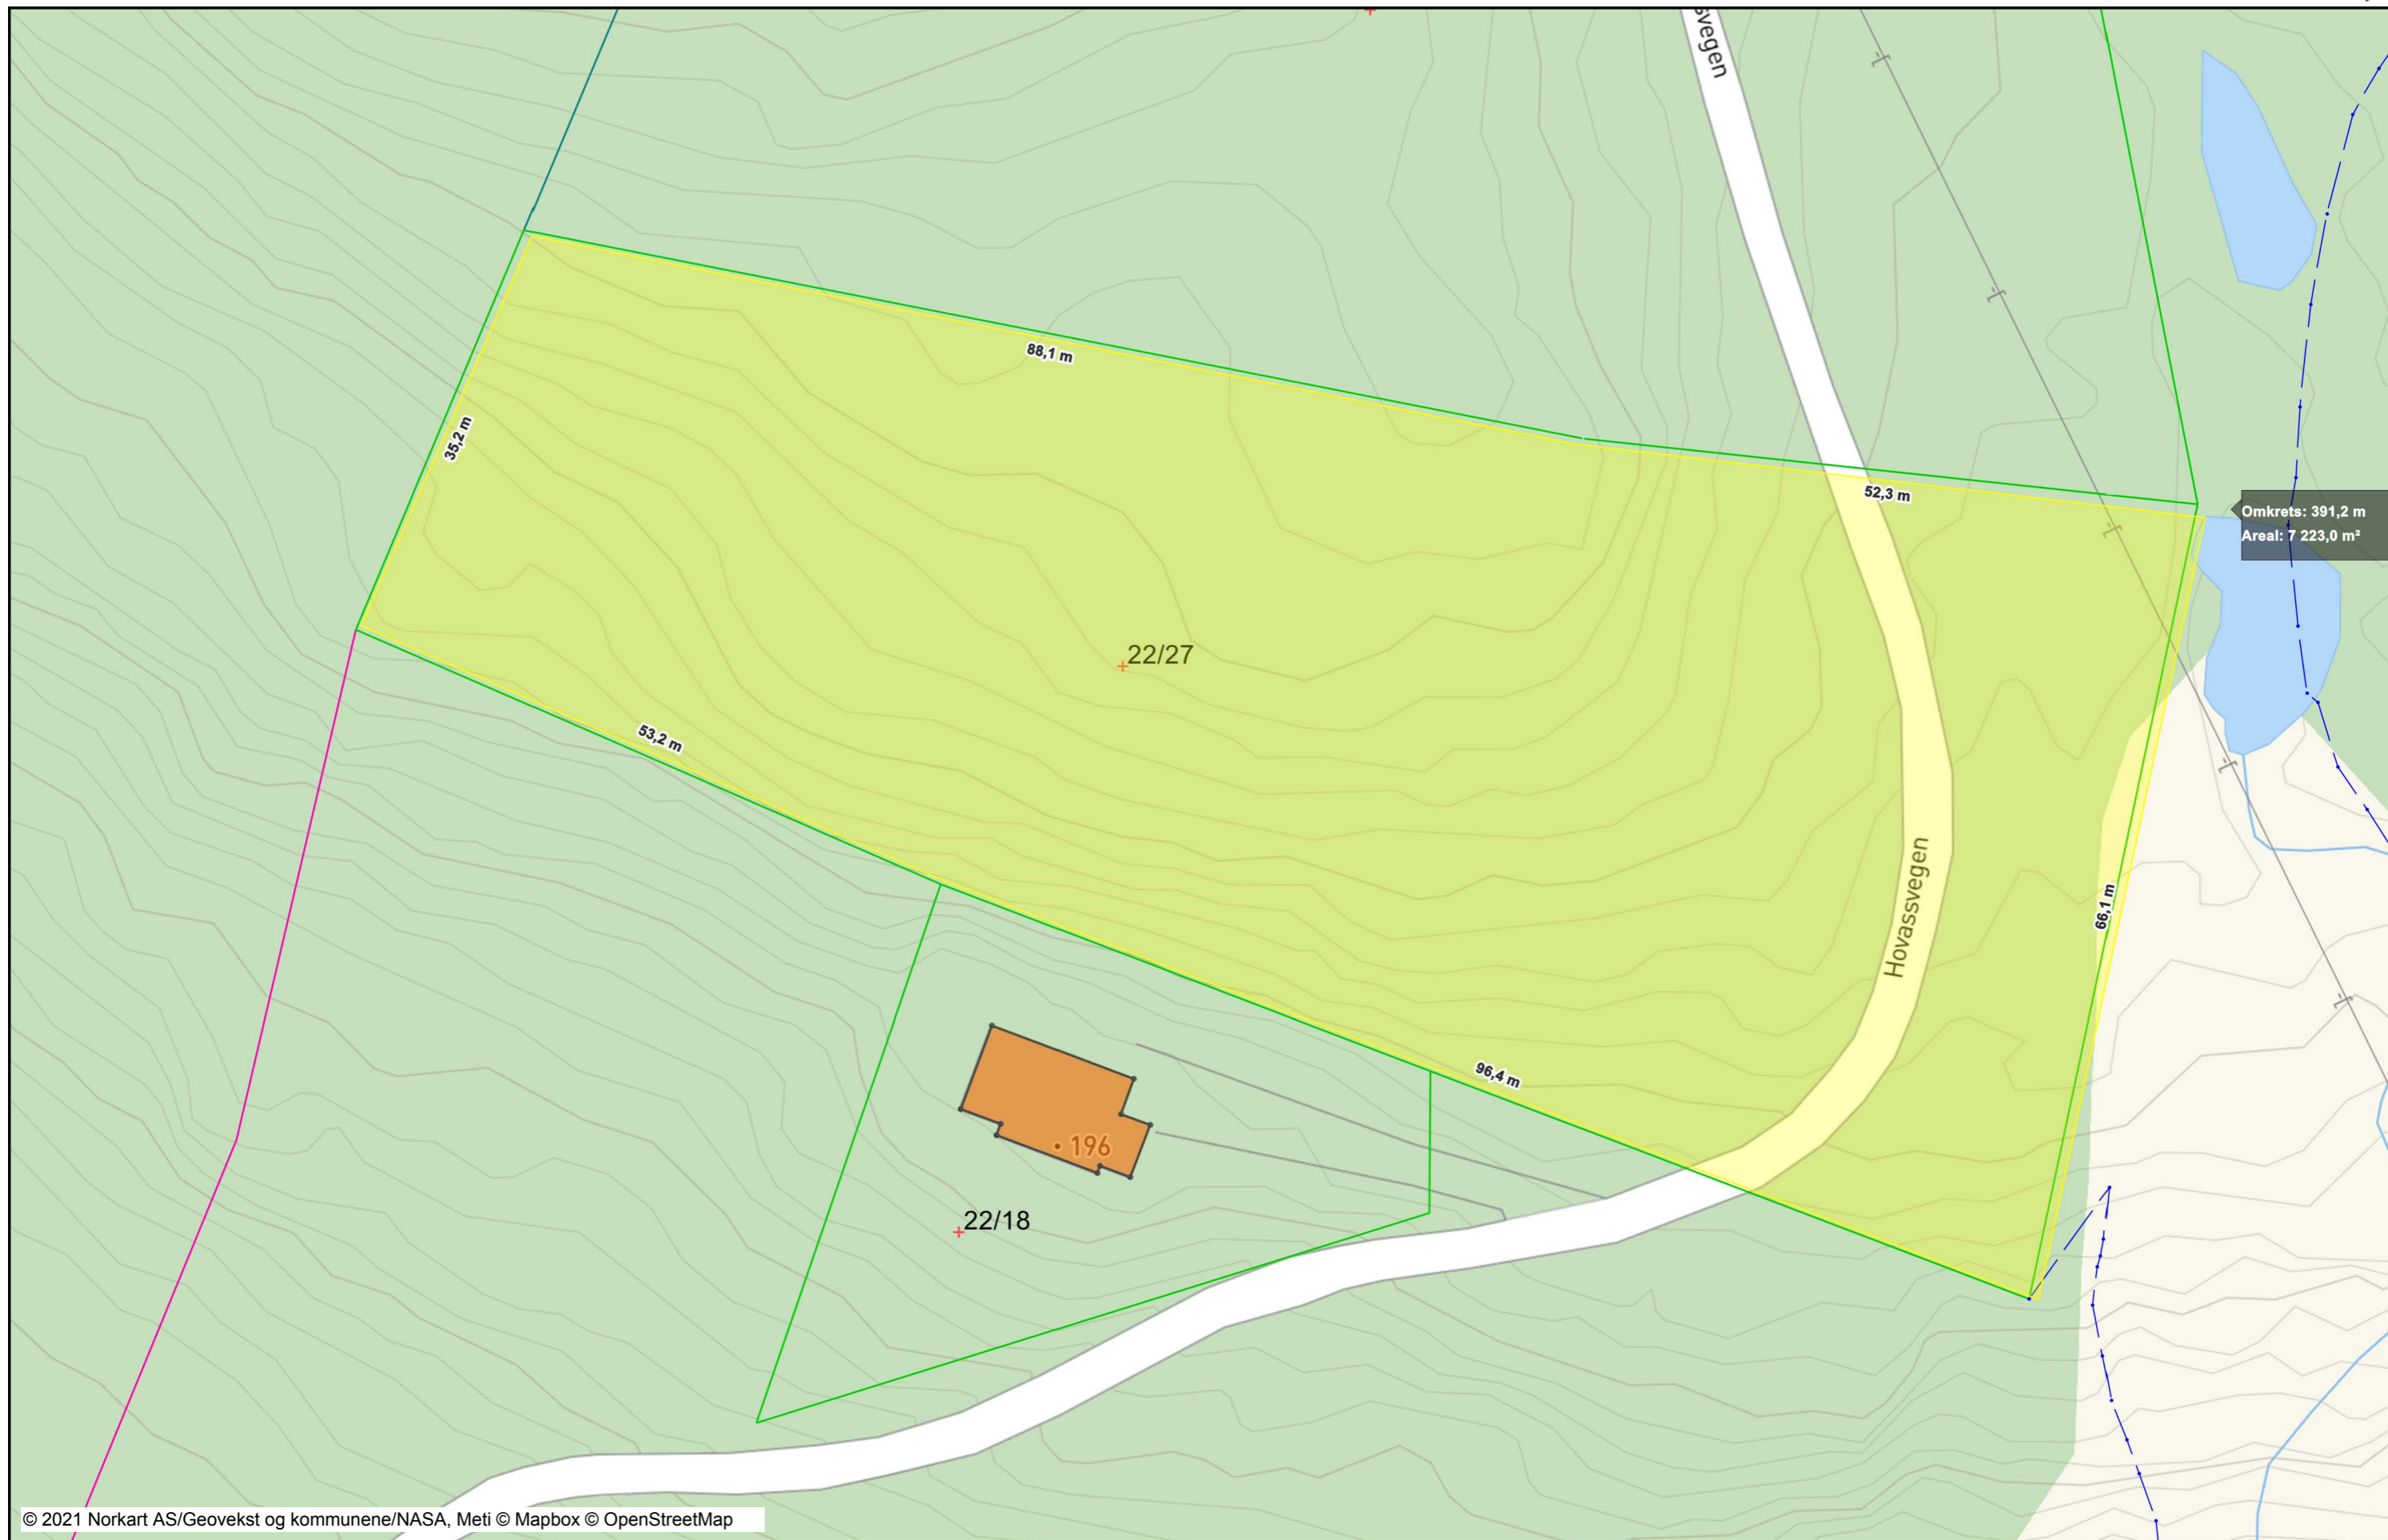 svegen
88,1 m
35,2 m
52,3 m
Omkrets: 391,2 m
Areal: 7 223,0 m²
22/27
53,2 m
Hovassvegen
66,1 m
96,4 m
196
22/18
© 2021 Norkart AS/Geovekst og kommunene/NASA, Meti © Mapbox © OpenStreetMap